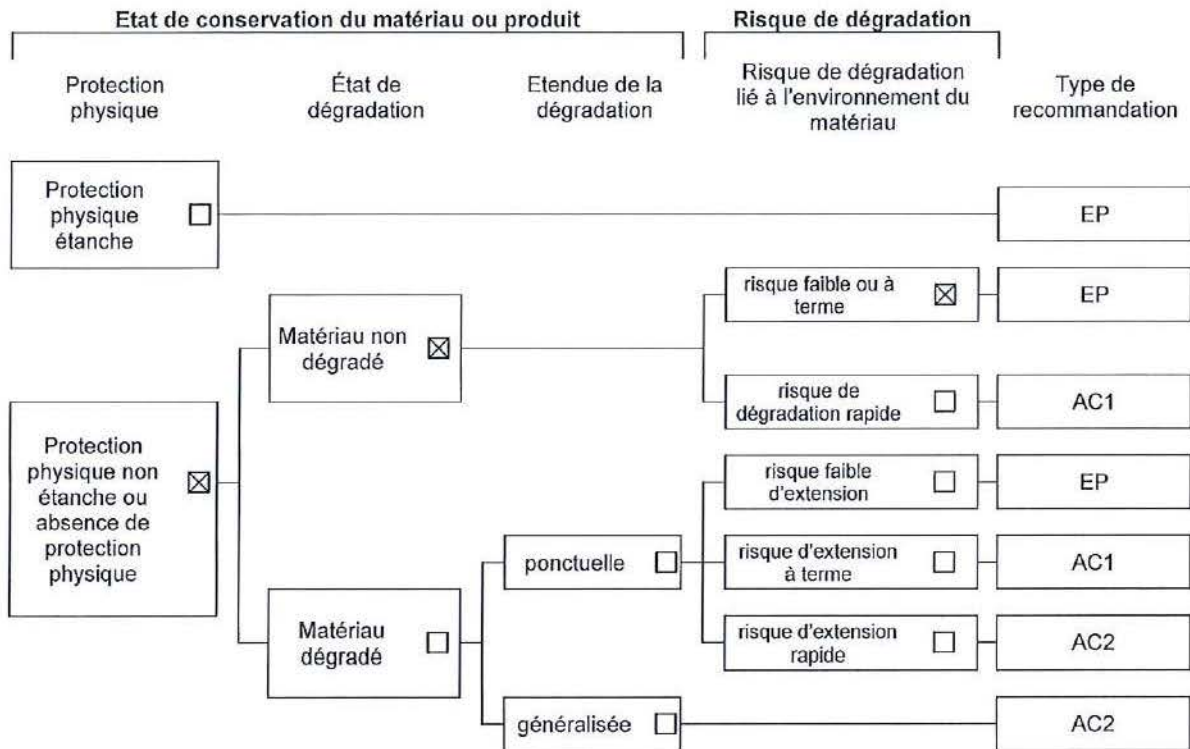 Etat de conservation du matériau ou produit
Risque de dégradation
Protection
physique
État de
dégradation
Etendue de la
dégradation
Risque de dégradation
lié à l'environnement du
matériau
Type de
recommandation
Protection
physique
étanche
EP
Matériau non
dégradé
risque faible ou à
terme
EP
risque de
dégradation rapide
AC1
Protection
physique non
étanche ou
absence de
protection
physique
risque faible
d'extension
EP
ponctuelle
risque d'extension
à terme
AC1
Matériau
dégradé
risque d'extension
rapide
AC2
généralisée
AC2